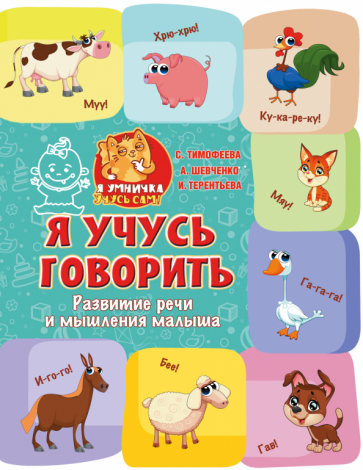 Хрю-хрю!
Муу!
Ку-ка-ре-ку!
С. ТИМОФЕЕВА
А. ШЕВЧЕНКО
И. ТЕРЕНТЬЕВА
Я УМНИЧКА
УЧУСЬ САМ!
Мяу!
Я УЧУСЬ
ГОВОРИТЬ
Развитие речи
и мышления малыша
Га-га-га!
И-го-го!
Бее!
Гав!